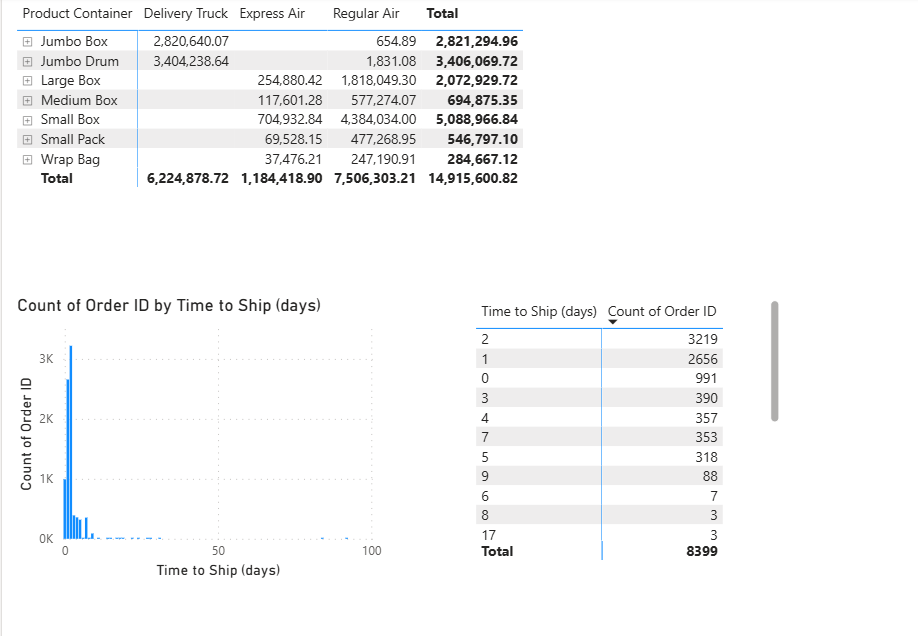 Product Container Delivery Truck Express Air Regular Air Total
Jumbo Box 2,820,640.07 654.89 2,821,294.96
Jumbo Drum 3,404,238.64 1,831.08 3,406,069.72
Large Box 254,880.42 1,818,049.30 2,072,929.72
Medium Box 117,601.28 577,274.07 694,875.35
Small Box 704,932.84 4,384,034.00 5,088,966.84
Small Pack 69,528.15 477,268.95 546,797.10
Wrap Bag 37,476.21 247,190.91 284,667.12
Total 6,224,878.72 1,184,418.90 7,506,303.21 14,915,600.82
Count of Order ID by Time to Ship (days)
Count of Order ID
3K
2K
1K
0K
0 50 100
Time to Ship (days)
Time to Ship (days) Count of Order ID
2 3219
1 2656
0 991
3 390
4 357
7 353
5 318
9 88
6 7
8 3
17 3
Total 8399